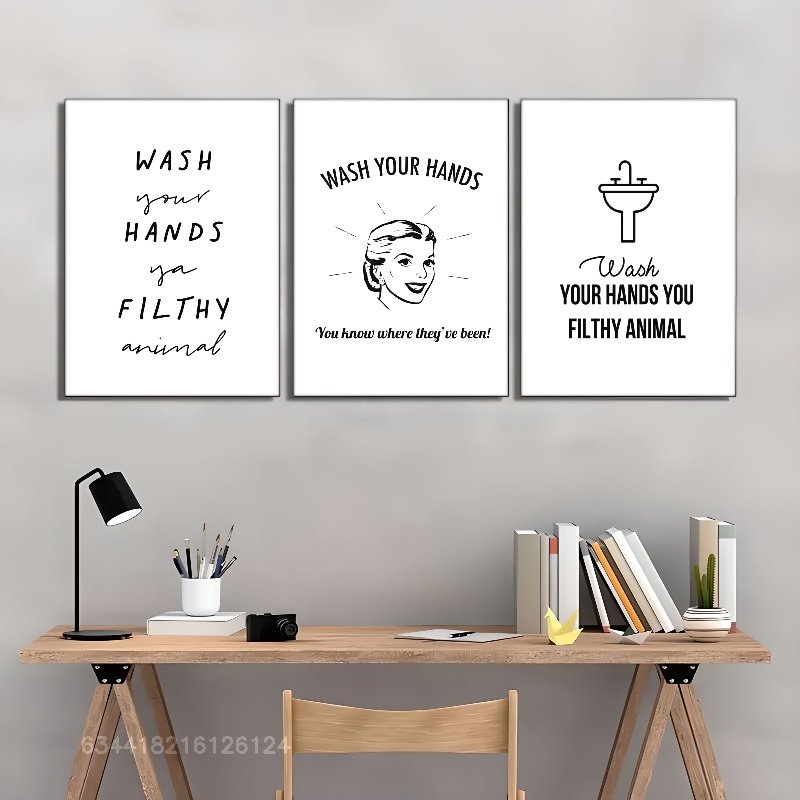 WASH
your
HANDS
ya
FILTHY
animal
WASH YOUR HANDS
You know where they've been!
Wash
YOUR HANDS YOU
FILTHY ANIMAL
634418216126124